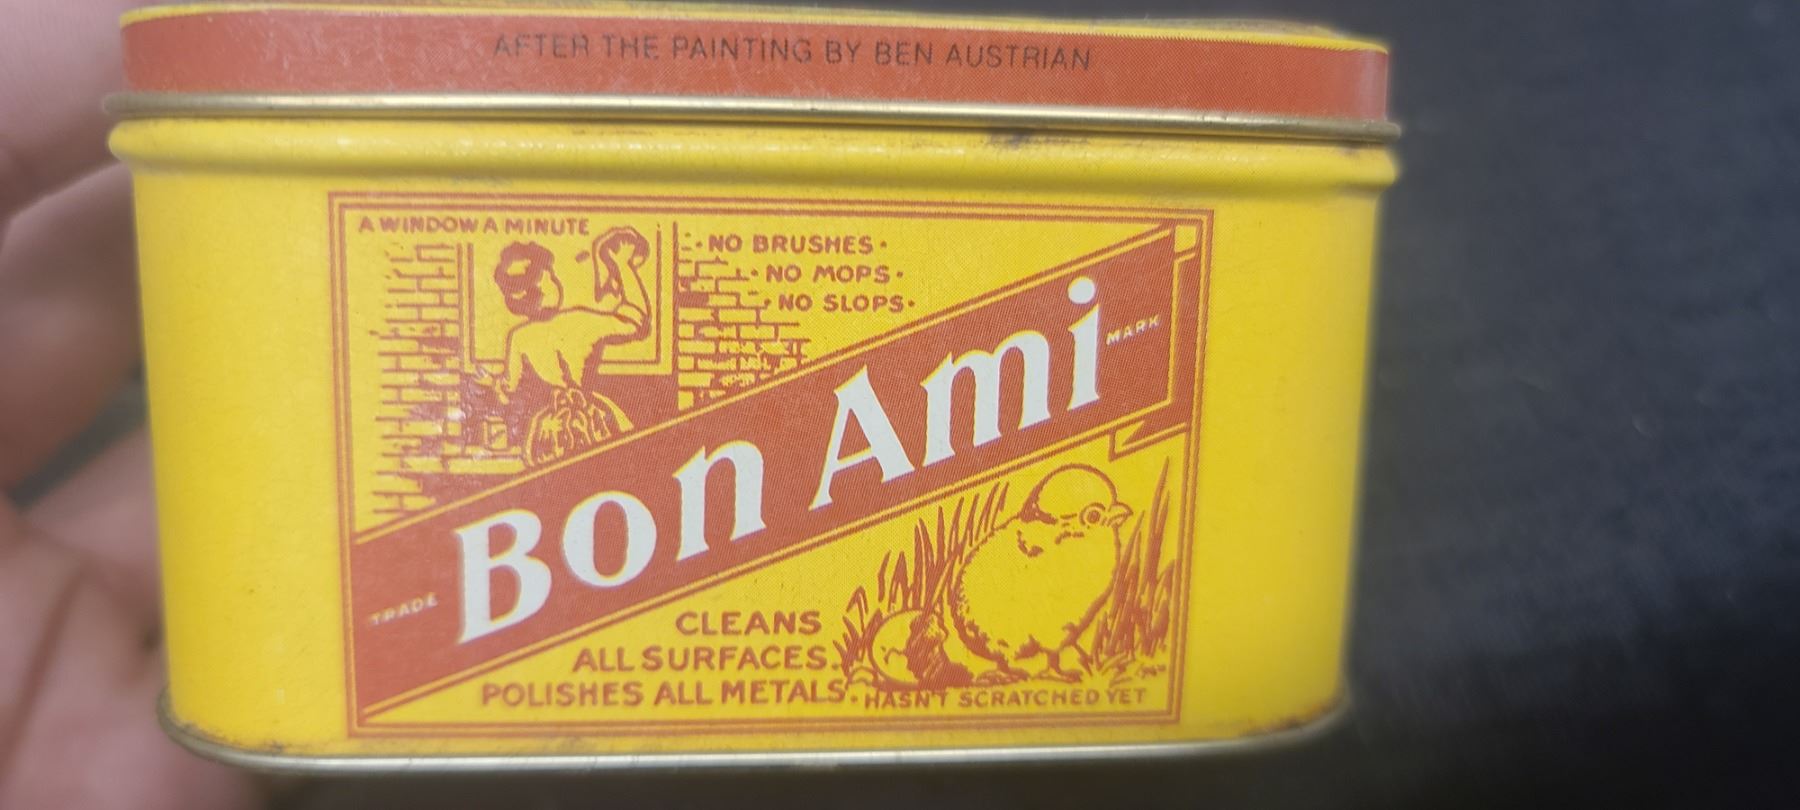 AFTER THE PAINTING BY BEN AUSTRIAN
A WINDOW A MINUTE
· NO BRUSHES ·
· NO MOPS ·
· NO SLOPS ·
Bon Ami
TRADE MARK
CLEANS
ALL SURFACES.
POLISHES ALL METALS.
HASN'T SCRATCHED YET